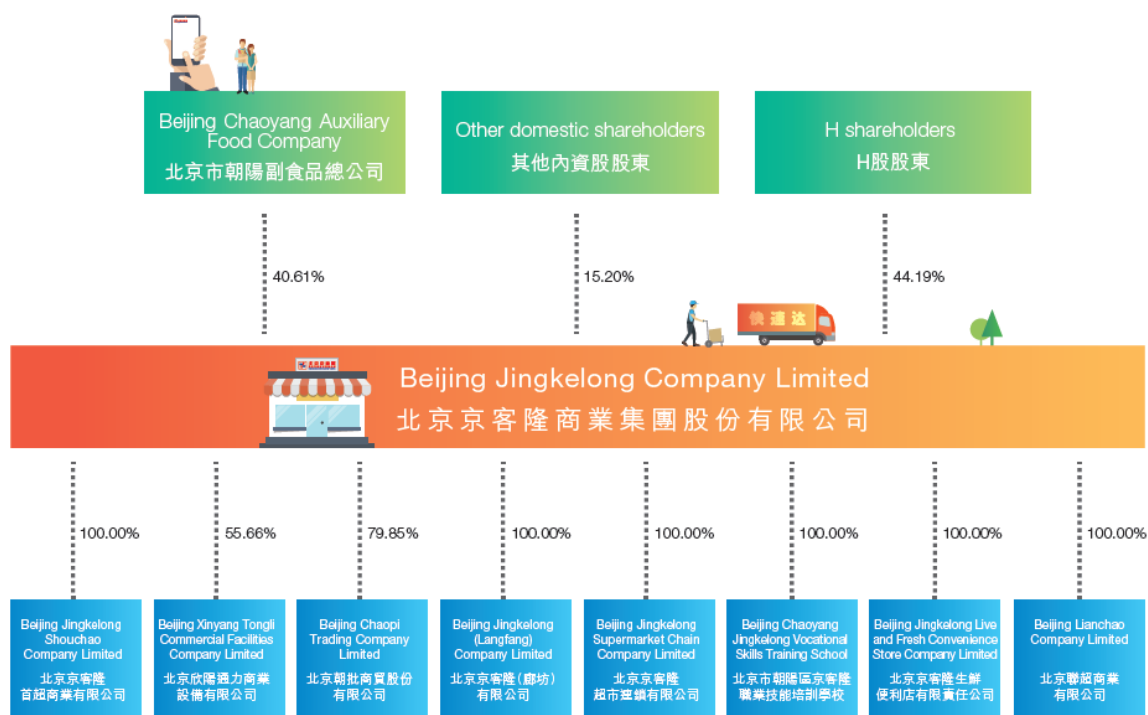 Beijing Chaoyang Auxiliary
Food Company
北京市朝陽副食品總公司
Other domestic shareholders
其他內資股股東
H shareholders
H股股東
40.61%
15.20%
44.19%
快速达
Beijing Jingkelong Company Limited
北京京客隆商業集團股份有限公司
100.00%
55.66%
79.85%
100.00%
100.00%
100.00%
100.00%
100.00%
Beijing Jingkelong
Shouchao
Company Limited
北京京客隆
首超商業有限公司
Beijing Xinyang Tongli
Commercial Facilities
Company Limited
北京欣陽通力商業
設備有限公司
Beijing Chaopi
Trading Company
Limited
北京朝批商貿股份
有限公司
Beijing Jingkelong
(Langfang)
Company Limited
北京京客隆(廊坊)
有限公司
Beijing Jingkelong
Supermarket Chain
Company Limited
北京京客隆
超市連鎖有限公司
Beijing Chaoyang
Jingkelong Vocational
Skills Training School
北京市朝陽區京客隆
職業技能培訓學校
Beijing Jingkelong Live
and Fresh Convenience
Store Company Limited
北京京客隆生鮮
便利店有限責任公司
Beijing Lianchao
Company Limited
北京聯超商業
有限公司